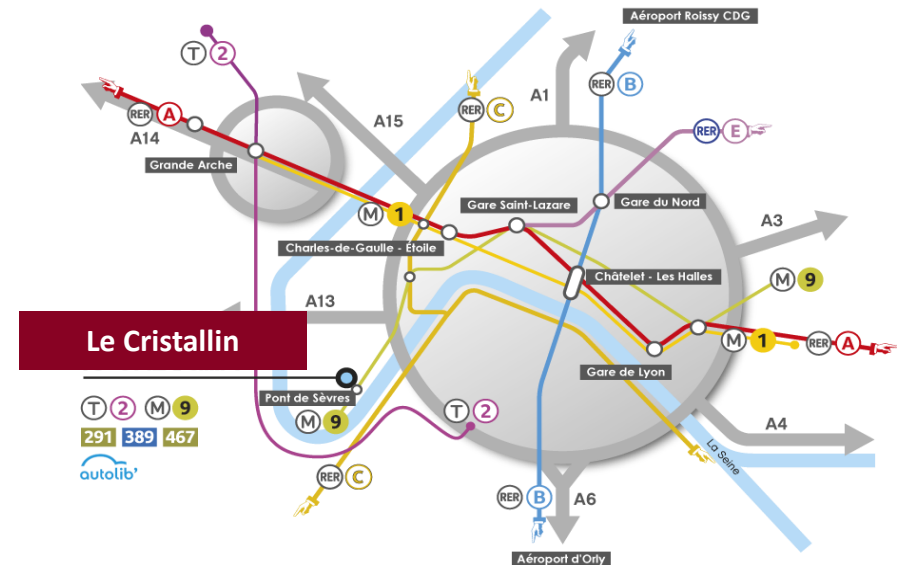 Aéroport Roissy CDG
T 2
RER B
A1
RER C
A15
RER A
A14
RER E
Grande Arche
Gare Saint-Lazare
Gare du Nord
M 1
A3
Charles-de-Gaulle - Étoile
Châtelet - Les Halles
M 9
A13
Le Cristallin
M 1
RER A
Gare de Lyon
Pont de Sèvres
T 2 M 9
M 9
T 2
A4
291 389 467
La Seine
autolib'
RER C
RER B
A6
Aéroport d'Orly